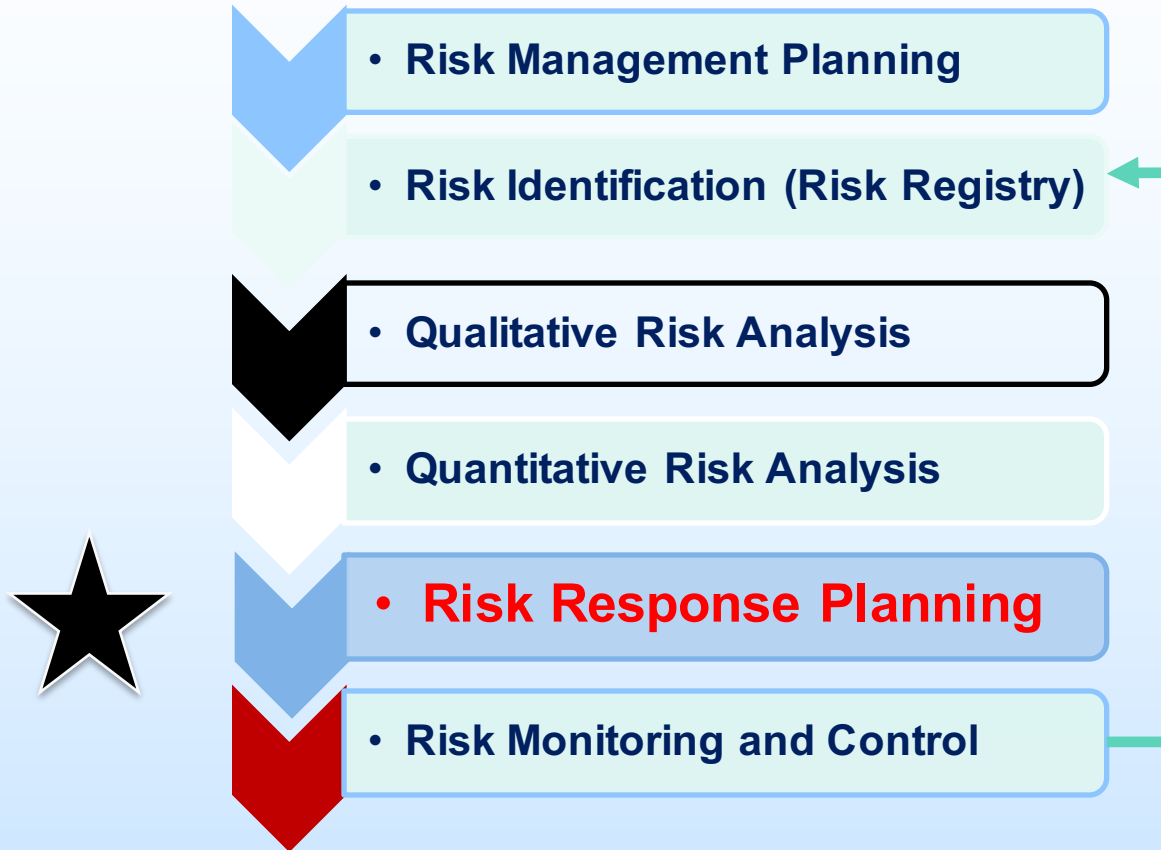 • Risk Management Planning
• Risk Identification (Risk Registry)
• Qualitative Risk Analysis
• Quantitative Risk Analysis
• Risk Response Planning
• Risk Monitoring and Control